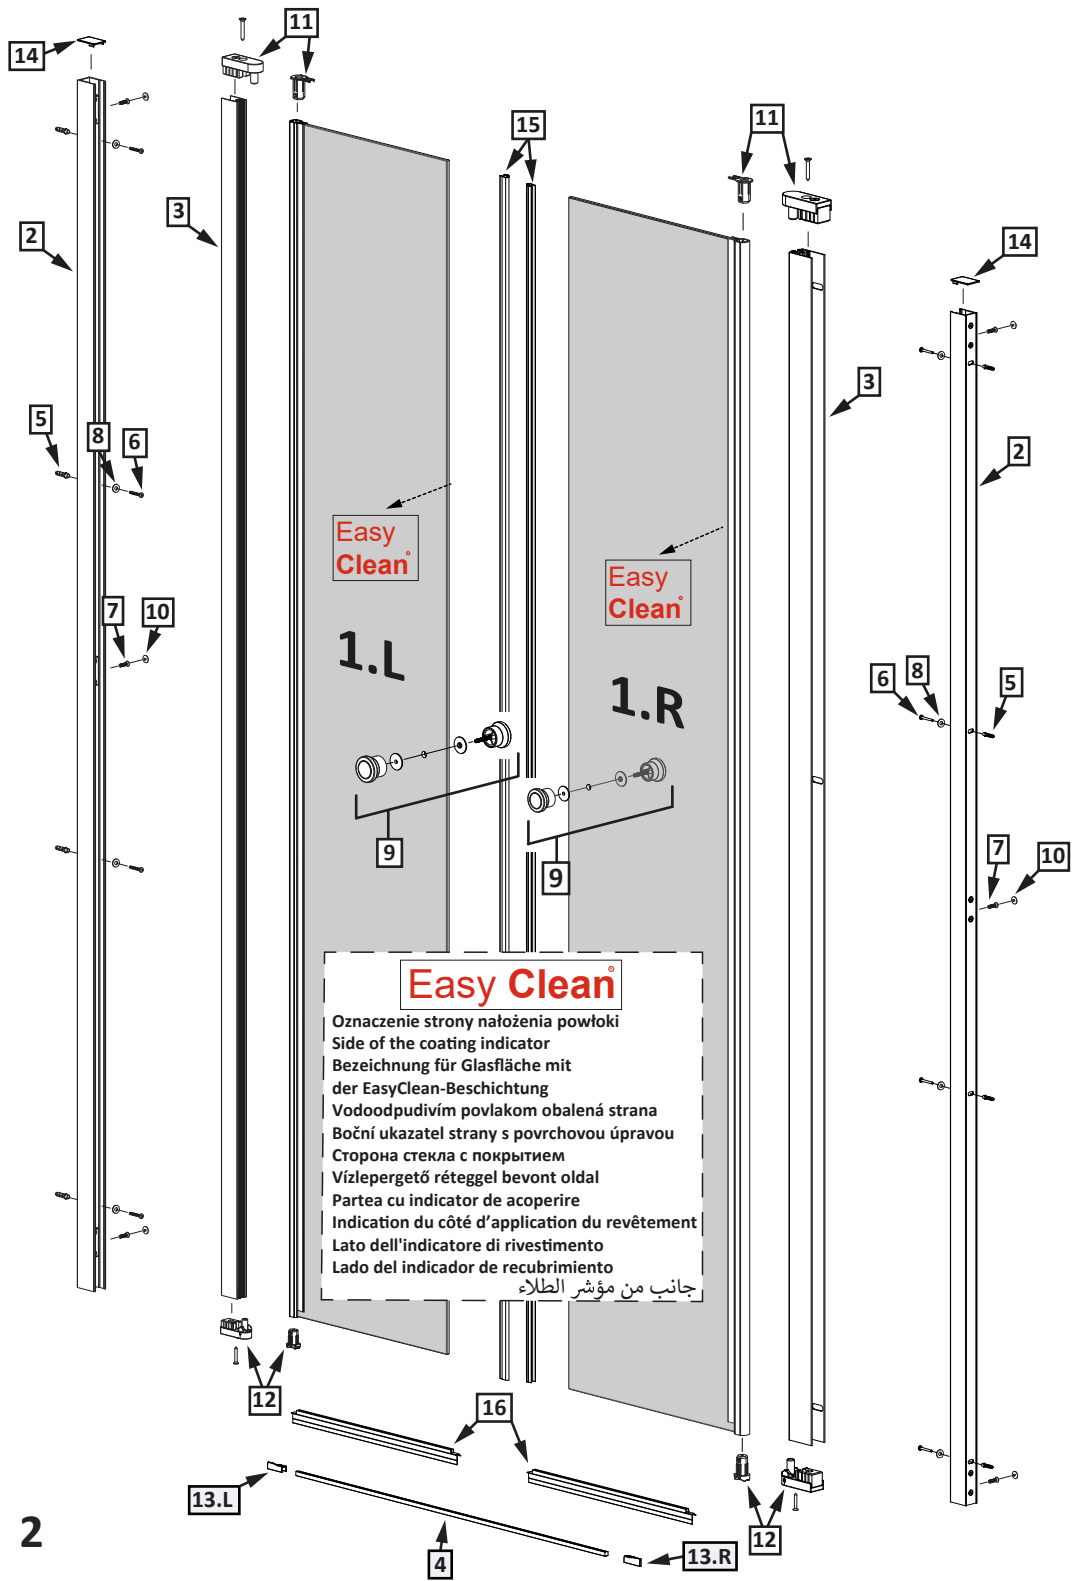 11
14
15
11
3
2
14
3
5
8
6
2
Easy
Clean®
Easy
Clean®
7
10
1.L
1.R
6
8
5
9
9
7
10
Easy Clean®
Oznaczenie strony nałożenia powłoki
Side of the coating indicator
Bezeichnung für Glasfläche mit
der EasyClean-Beschichtung
Vodoodpudivím povlakom obalená strana
Boční ukazatel strany s povrchovou úpravou
Сторона стекла с покрытием
Vízlepergető réteggel bevont oldal
Partea cu indicator de acoperire
Indication du côté d’application du revêtement
Lato dell'indicatore di rivestimento
Lado del indicador de recubrimiento
جانب من مؤشر الطلاء
12
16
13.L
12
4
13.R
2